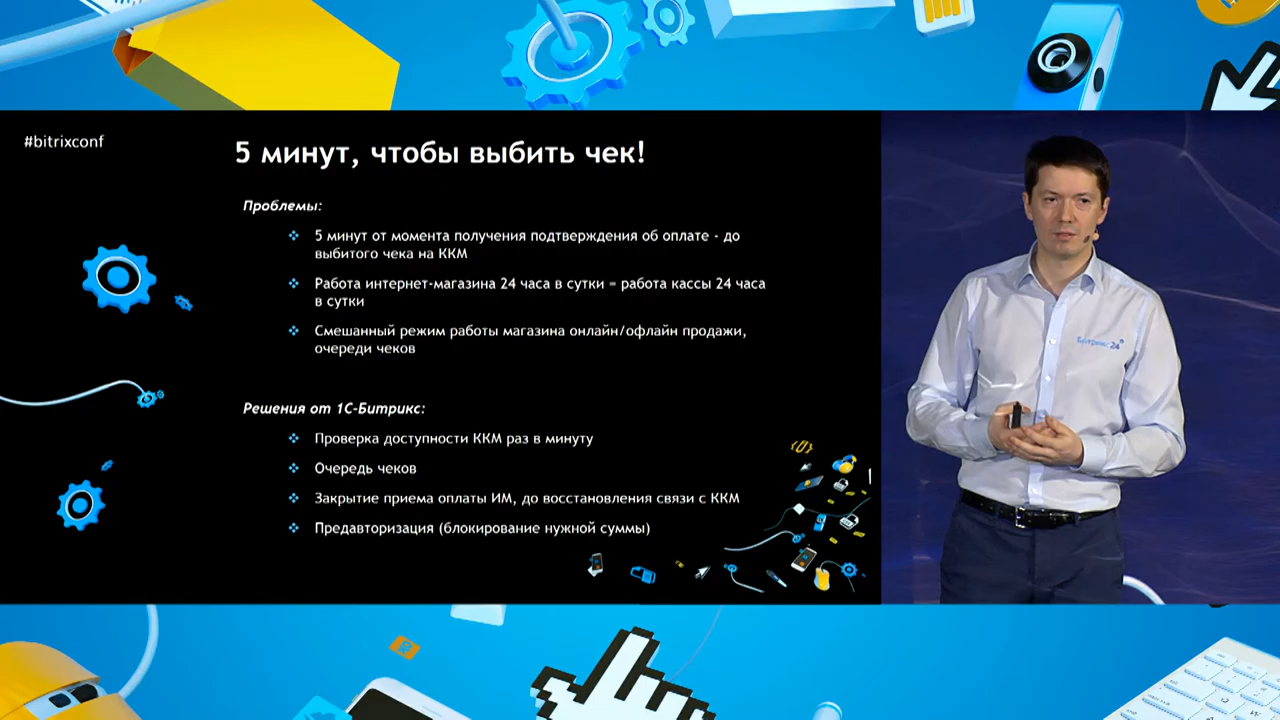 #bitrixconf
5 минут, чтобы выбить чек!
Проблемы:
5 минут от момента получения подтверждения об оплате - до
выбитого чека на ККМ
Работа интернет-магазина 24 часа в сутки = работа кассы 24 часа
в сутки
Смешанный режим работы магазина онлайн/офлайн продажи,
очереди чеков
Решения от 1С-Битрикс:
Проверка доступности ККМ раз в минуту
Очередь чеков
Закрытие приема оплаты ИМ, до восстановления связи с ККМ
Предавторизация (блокирование нужной суммы)
Битрикс24